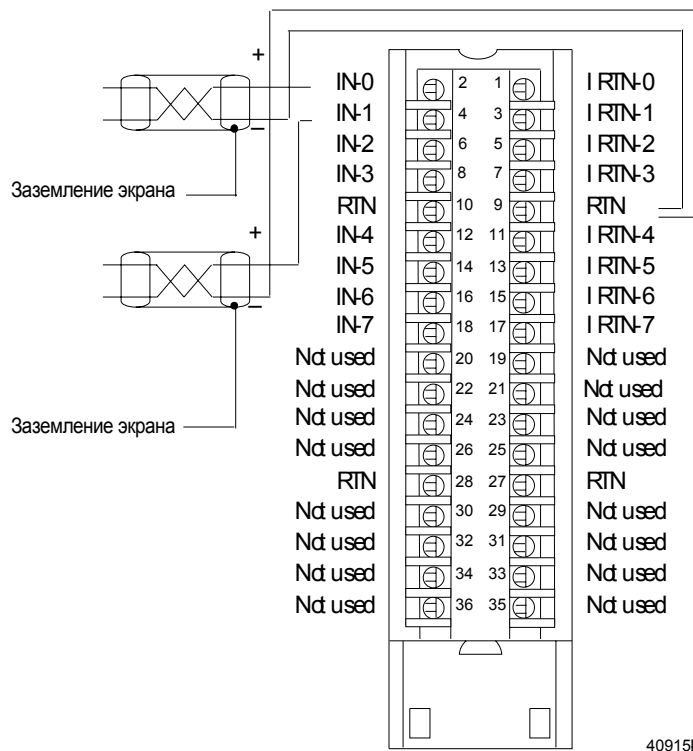 +
IN-0 2 1 I RTN-0
IN-1 4 3 I RTN-1
–
IN-2 6 5 I RTN-2
IN-3 8 7 I RTN-3
Заземление экрана
RTN 10 9 RTN
+
IN-4 12 11 I RTN-4
IN-5 14 13 I RTN-5
IN-6 16 15 I RTN-6
–
IN-7 18 17 I RTN-7
Not used 20 19 Not used
Not used 22 21 Not used
Not used 24 23 Not used
Заземление экрана
Not used 26 25 Not used
RTN 28 27 RTN
Not used 30 29 Not used
Not used 32 31 Not used
Not used 34 33 Not used
Not used 36 35 Not used